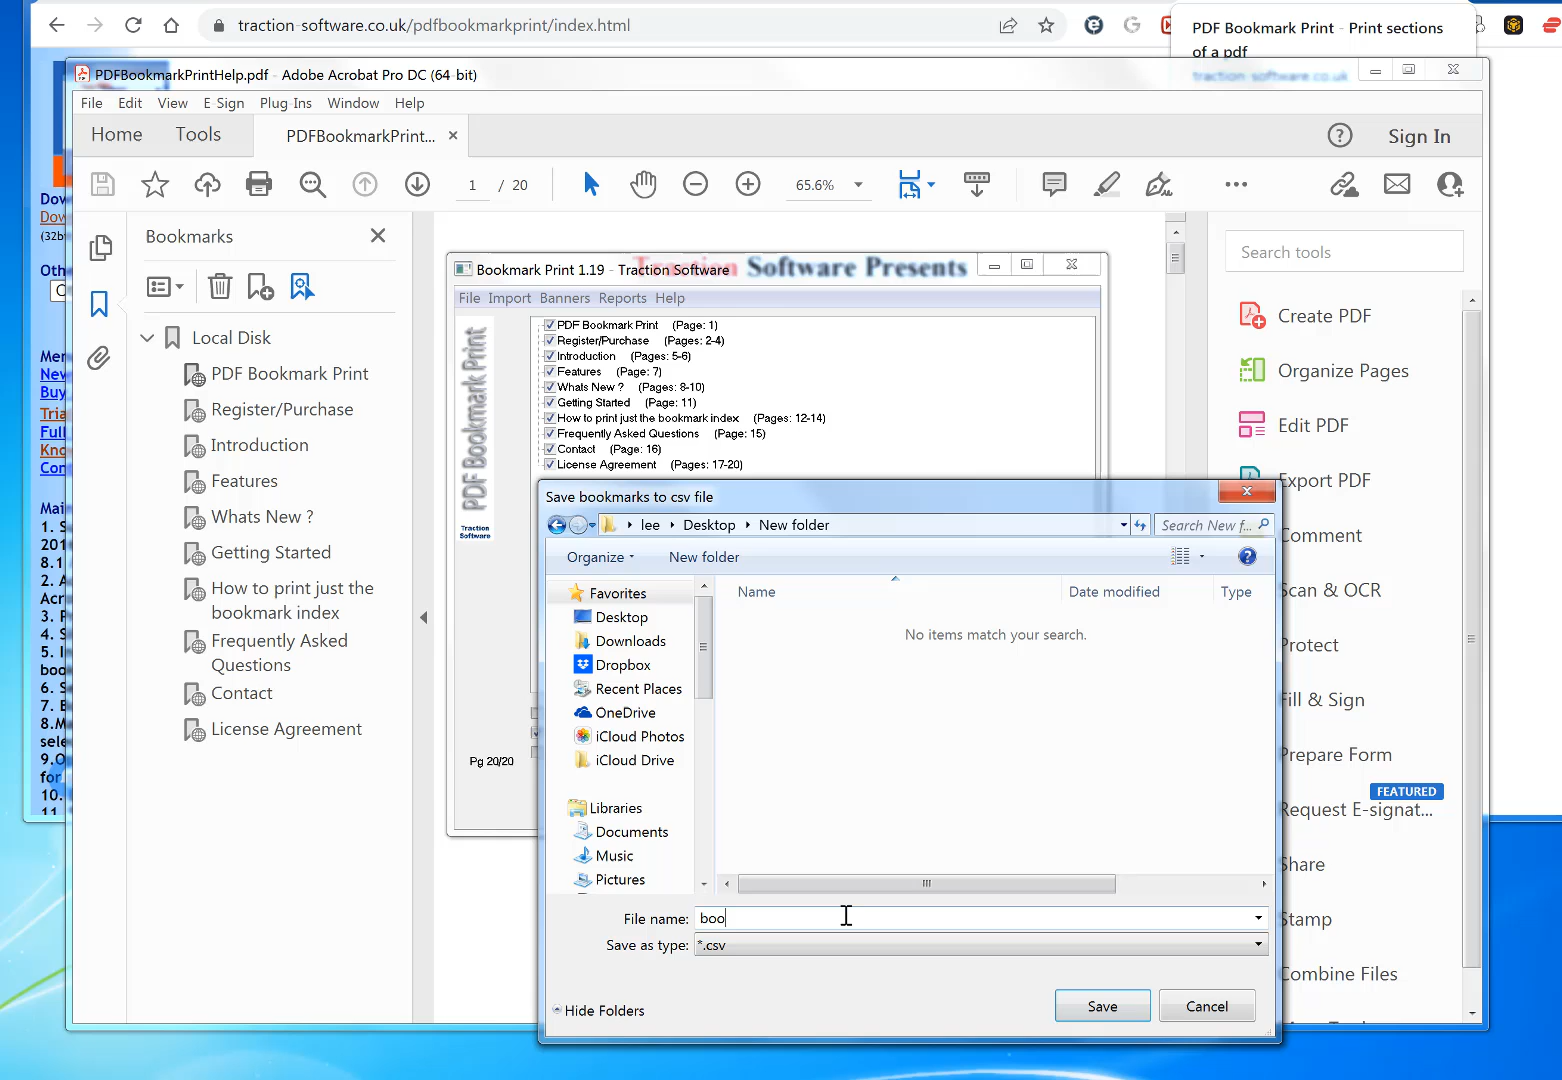 traction-software.co.uk/pdfbookmarkprint/index.html
PDF Bookmark Print - Print sections
of a pdf
traction-software.co.uk
PDFBookmarkPrintHelp.pdf - Adobe Acrobat Pro DC (64-bit)
File Edit View E-Sign Plug-Ins Window Help
Home Tools PDFBookmarkPrint... Sign In
1 / 20 65.6%
Bookmarks
Local Disk
PDF Bookmark Print
Register/Purchase
Introduction
Features
Whats New ?
Getting Started
How to print just the
bookmark index
Frequently Asked
Questions
Contact
License Agreement
Traction Software Presents
Bookmark Print 1.19 - Traction Software
File Import Banners Reports Help
PDF Bookmark Print
Traction
Software
PDF Bookmark Print (Page: 1)
Register/Purchase (Pages: 2-4)
Introduction (Pages: 5-6)
Features (Page: 7)
Whats New ? (Pages: 8-10)
Getting Started (Page: 11)
How to print just the bookmark index (Pages: 12-14)
Frequently Asked Questions (Page: 15)
Contact (Page: 16)
License Agreement (Pages: 17-20)
Pg 20/20
Save bookmarks to csv file
lee Desktop New folder
Search New f...
Organize New folder
Favorites
Desktop
Downloads
Dropbox
Recent Places
OneDrive
iCloud Photos
iCloud Drive
Libraries
Documents
Music
Pictures
Name Date modified Type
No items match your search.
File name: boo
Save as type: *.csv
Hide Folders
Save Cancel
Search tools
Create PDF
Organize Pages
Edit PDF
Export PDF
Comment
Scan & OCR
Protect
Fill & Sign
Prepare Form
FEATURED
Request E-signat...
Share
Stamp
Combine Files